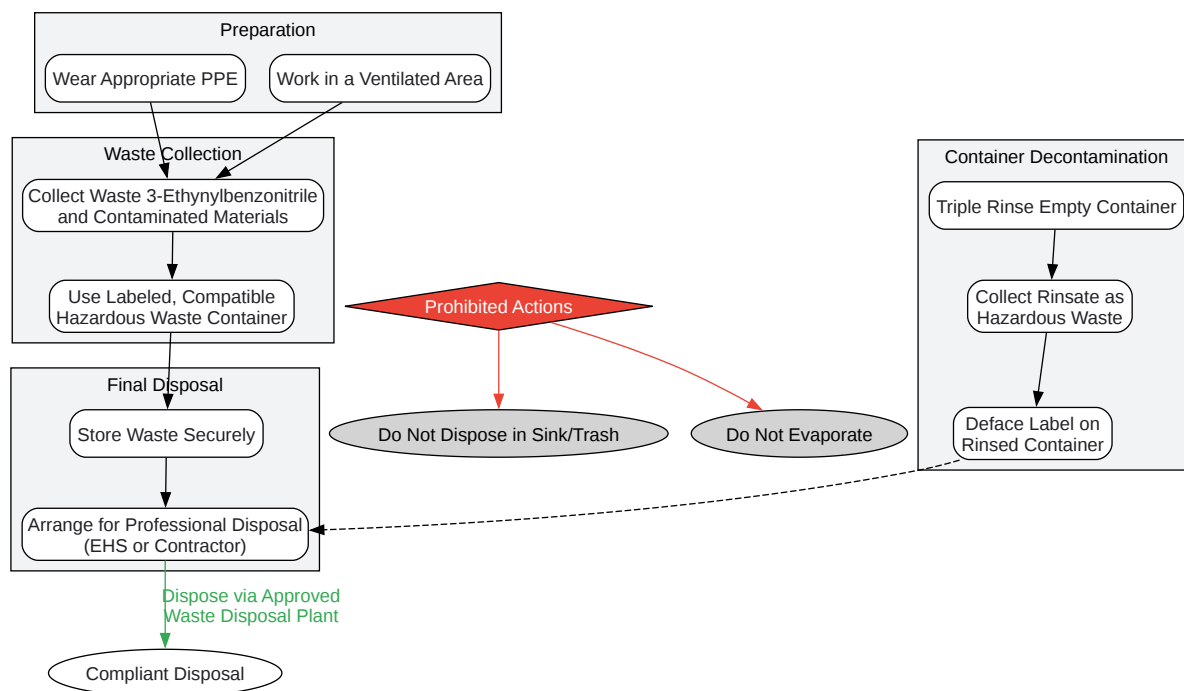 Preparation
Wear Appropriate PPE
Work in a Ventilated Area
Waste Collection
Collect Waste 3-Ethynylbenzonitrile
and Contaminated Materials
Use Labeled, Compatible
Hazardous Waste Container
Final Disposal
Store Waste Securely
Arrange for Professional Disposal
(EHS or Contractor)
Dispose via Approved
Waste Disposal Plant
Compliant Disposal
Prohibited Actions
Do Not Dispose in Sink/Trash
Do Not Evaporate
Container Decontamination
Triple Rinse Empty Container
Collect Rinsate as
Hazardous Waste
Deface Label on
Rinsed Container